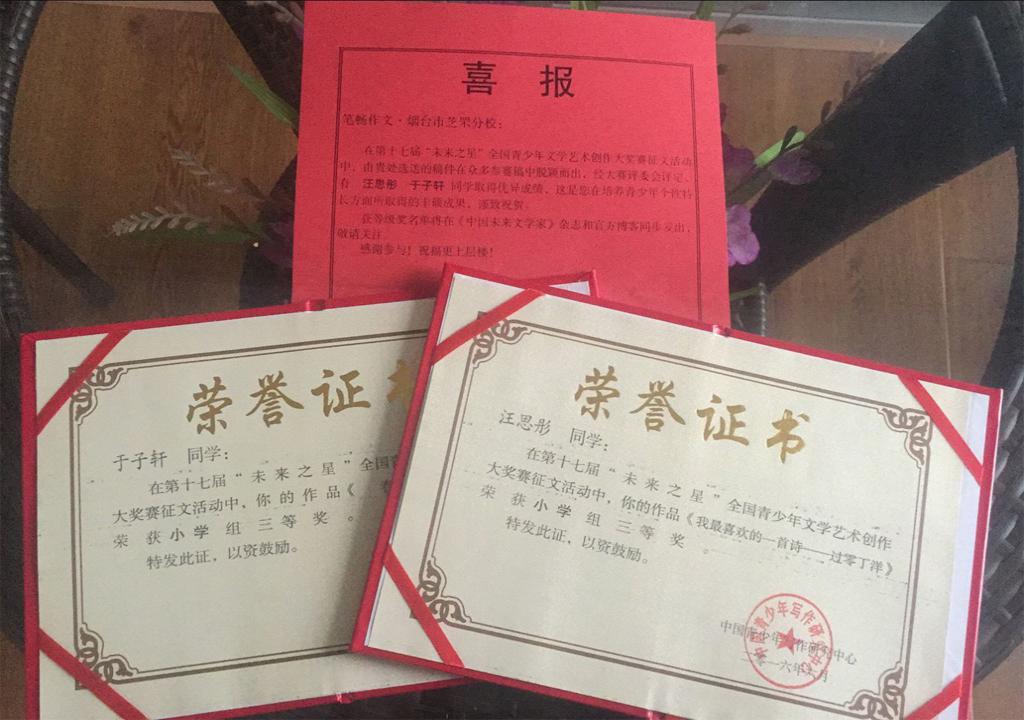 喜 报
笔畅作文·烟台市芝罘分校：
在第十七届“未来之星”全国青少年文学艺术创作大奖赛征文活动
中，由贵处选送的稿件在众多参赛稿中脱颖而出，经大赛评委会评定，
有 汪思彤 于子轩 同学取得优异成绩，这是您在培养青少年个性特
长方面所取得的丰硕成果，谨致祝贺。
获等级奖名单将在《中国未来文学家》杂志和官方博客同步发出，
敬请关注。
感谢参与！祝福更上层楼！
荣誉证书
于子轩 同学：
在第十七届“未来之星”全国
大奖赛征文活动中，你的作品《
荣获小学组三等奖。
特发此证，以资鼓励。
荣誉证书
汪思彤 同学：
在第十七届“未来之星”全国青少年文学艺术创作
大奖赛征文活动中，你的作品《我最喜欢的一首诗——过零丁洋》
荣获小学组三等奖。
特发此证，以资鼓励。
中国青少年写作研究中心
一六年六月